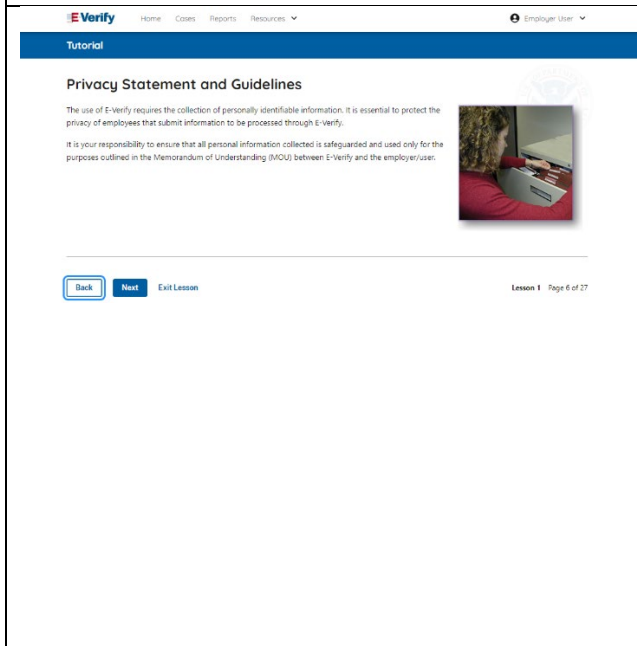 E-Verify
Home Cases Reports Resources
Employer User
Tutorial
Privacy Statement and Guidelines
The use of E-Verify requires the collection of personally identifiable information. It is essential to protect the
privacy of employees that submit information to be processed through E-Verify.
It is your responsibility to ensure that all personal information collected is safeguarded and used only for the
purposes outlined in the Memorandum of Understanding (MOU) between E-Verify and the employer/user.
Back Next Exit Lesson
Lesson 1 Page 6 of 27